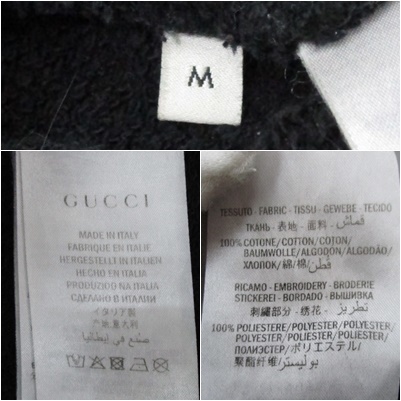 M
GUCCI
MADE IN ITALY
FABRIQUE EN ITALIE
HERGESTELLT IN ITALIEN
HECHO EN ITALIA
PRODUZIDO NA ITALIA
СДЕЛАНО В ИТАЛИИ
イタリア製
产地:意大利
صنع في إيطاليا
TESSUTO - FABRIC - TISSU - GEWEBE - TECIDO
ТКАНЬ - 表地 - 面料 - قماش
100% COTONE/COTTON/COTON/
BAUMWOLLE/ALGODON/ALGODÃO/
ХЛОПОК/綿/棉/ قطن
RICAMO - EMBROIDERY - BRODERIE
STICKEREI - BORDADO - ВЫШИВКА
刺繍部分 - 绣花 - تطريز
100% POLIESTERE/POLYESTER/POLYESTER/
POLYESTER/POLIESTER/POLIÉSTER/
ПОЛИЭСТЕР/ポリエステル/
聚酯纤维/ بوليستر